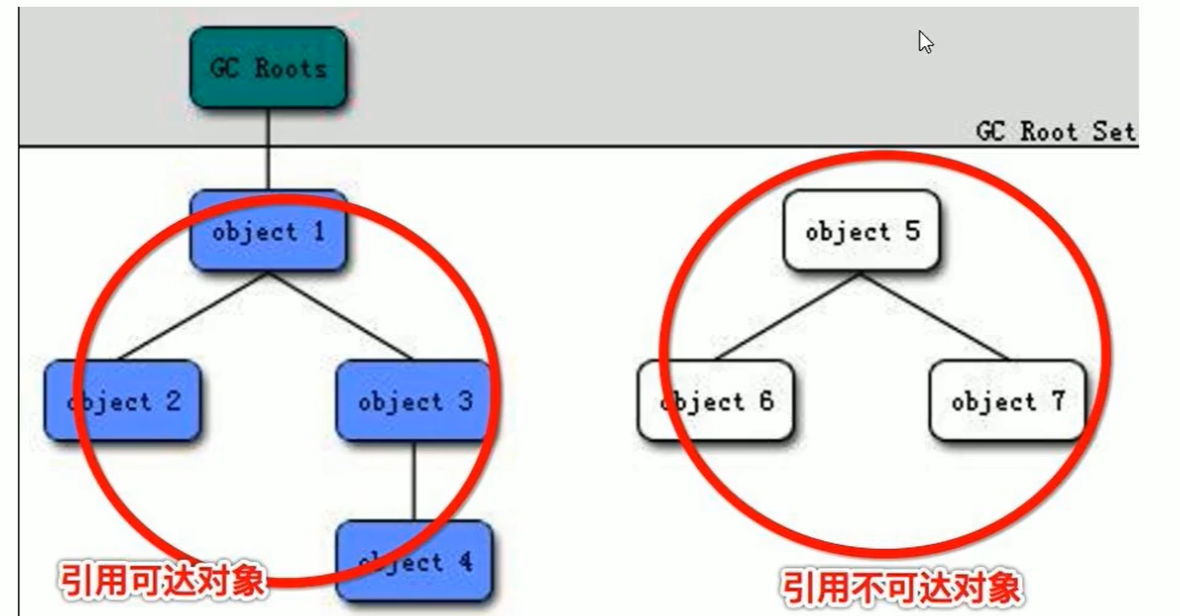 GC Roots
GC Root Set
object 1
object 5
object 2
object 3
object 6
object 7
object 4
引用可达对象
引用不可达对象